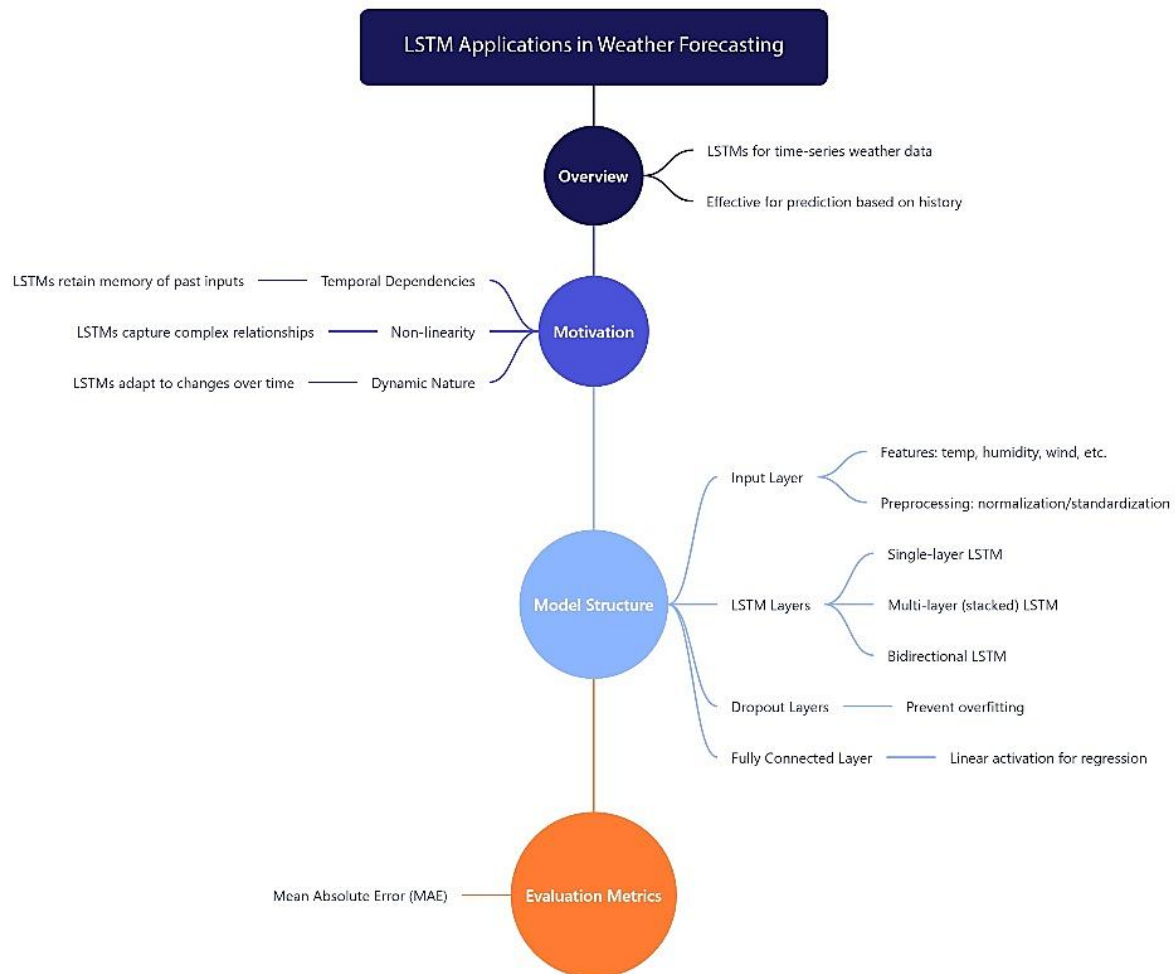 LSTM Applications in Weather Forecasting
Overview
LSTMs for time-series weather data
Effective for prediction based on history
Motivation
Temporal Dependencies
LSTMs retain memory of past inputs
Non-linearity
LSTMs capture complex relationships
Dynamic Nature
LSTMs adapt to changes over time
Model Structure
Input Layer
Features: temp, humidity, wind, etc.
Preprocessing: normalization/standardization
LSTM Layers
Single-layer LSTM
Multi-layer (stacked) LSTM
Bidirectional LSTM
Dropout Layers
Prevent overfitting
Fully Connected Layer
Linear activation for regression
Evaluation Metrics
Mean Absolute Error (MAE)